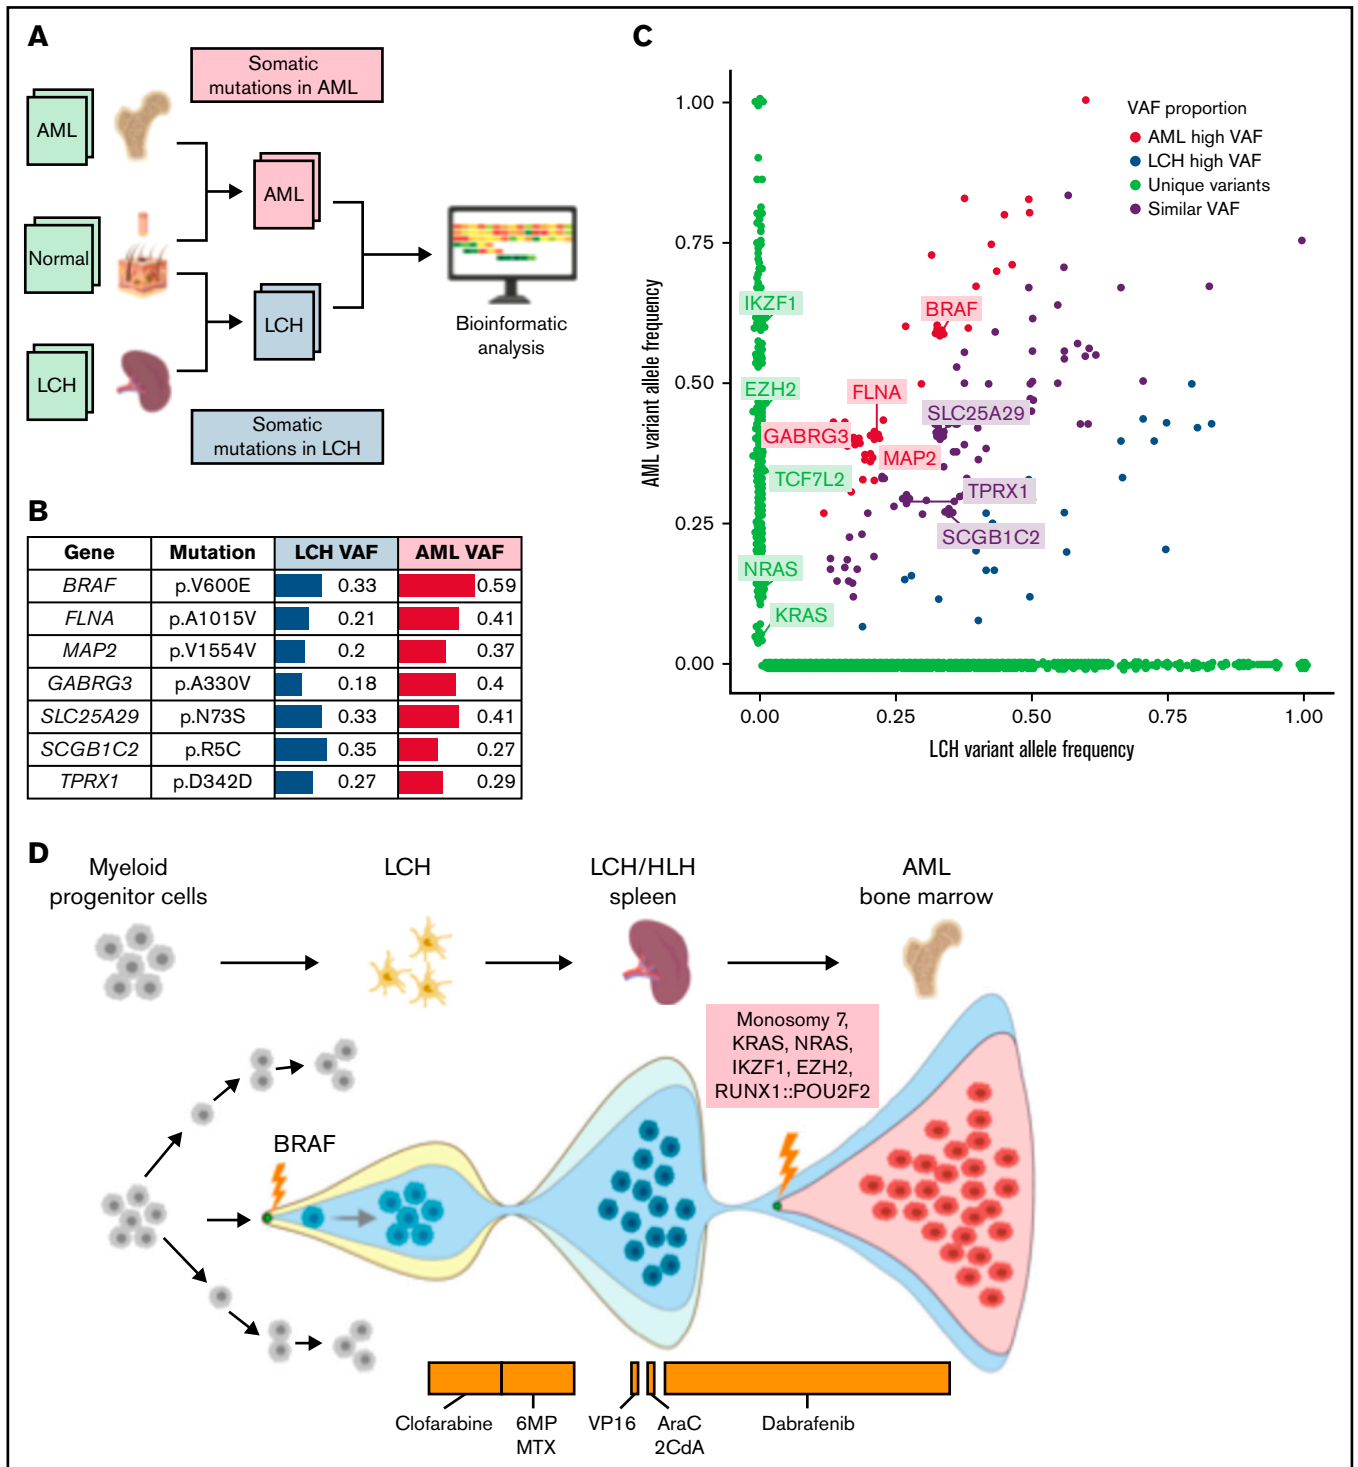 A
Somatic
mutations in AML
AML
Normal
LCH
AML
LCH
Bioinformatic
analysis
Somatic
mutations in LCH
B
Gene Mutation LCH VAF AML VAF
BRAF p.V600E 0.33 0.59
FLNA p.A1015V 0.21 0.41
MAP2 p.V1554V 0.2 0.37
GABRG3 p.A330V 0.18 0.4
SLC25A29 p.N73S 0.33 0.41
SCGB1C2 p.R5C 0.35 0.27
TPRX1 p.D342D 0.27 0.29
C
VAF proportion
AML high VAF
LCH high VAF
Unique variants
Similar VAF
AML variant allele frequency
1.00
0.75
0.50
0.25
0.00
IKZF1
BRAF
EZH2
FLNA
SLC25A29
GABRG3
MAP2
TCF7L2
TPRX1
SCGB1C2
NRAS
KRAS
0.00 0.25 0.50 0.75 1.00
LCH variant allele frequency
D
Myeloid
progenitor cells
LCH
LCH/HLH
spleen
AML
bone marrow
Monosomy 7,
KRAS, NRAS,
IKZF1, EZH2,
RUNX1::POU2F2
BRAF
Clofarabine
6MP
MTX
VP16
AraC
2CdA
Dabrafenib